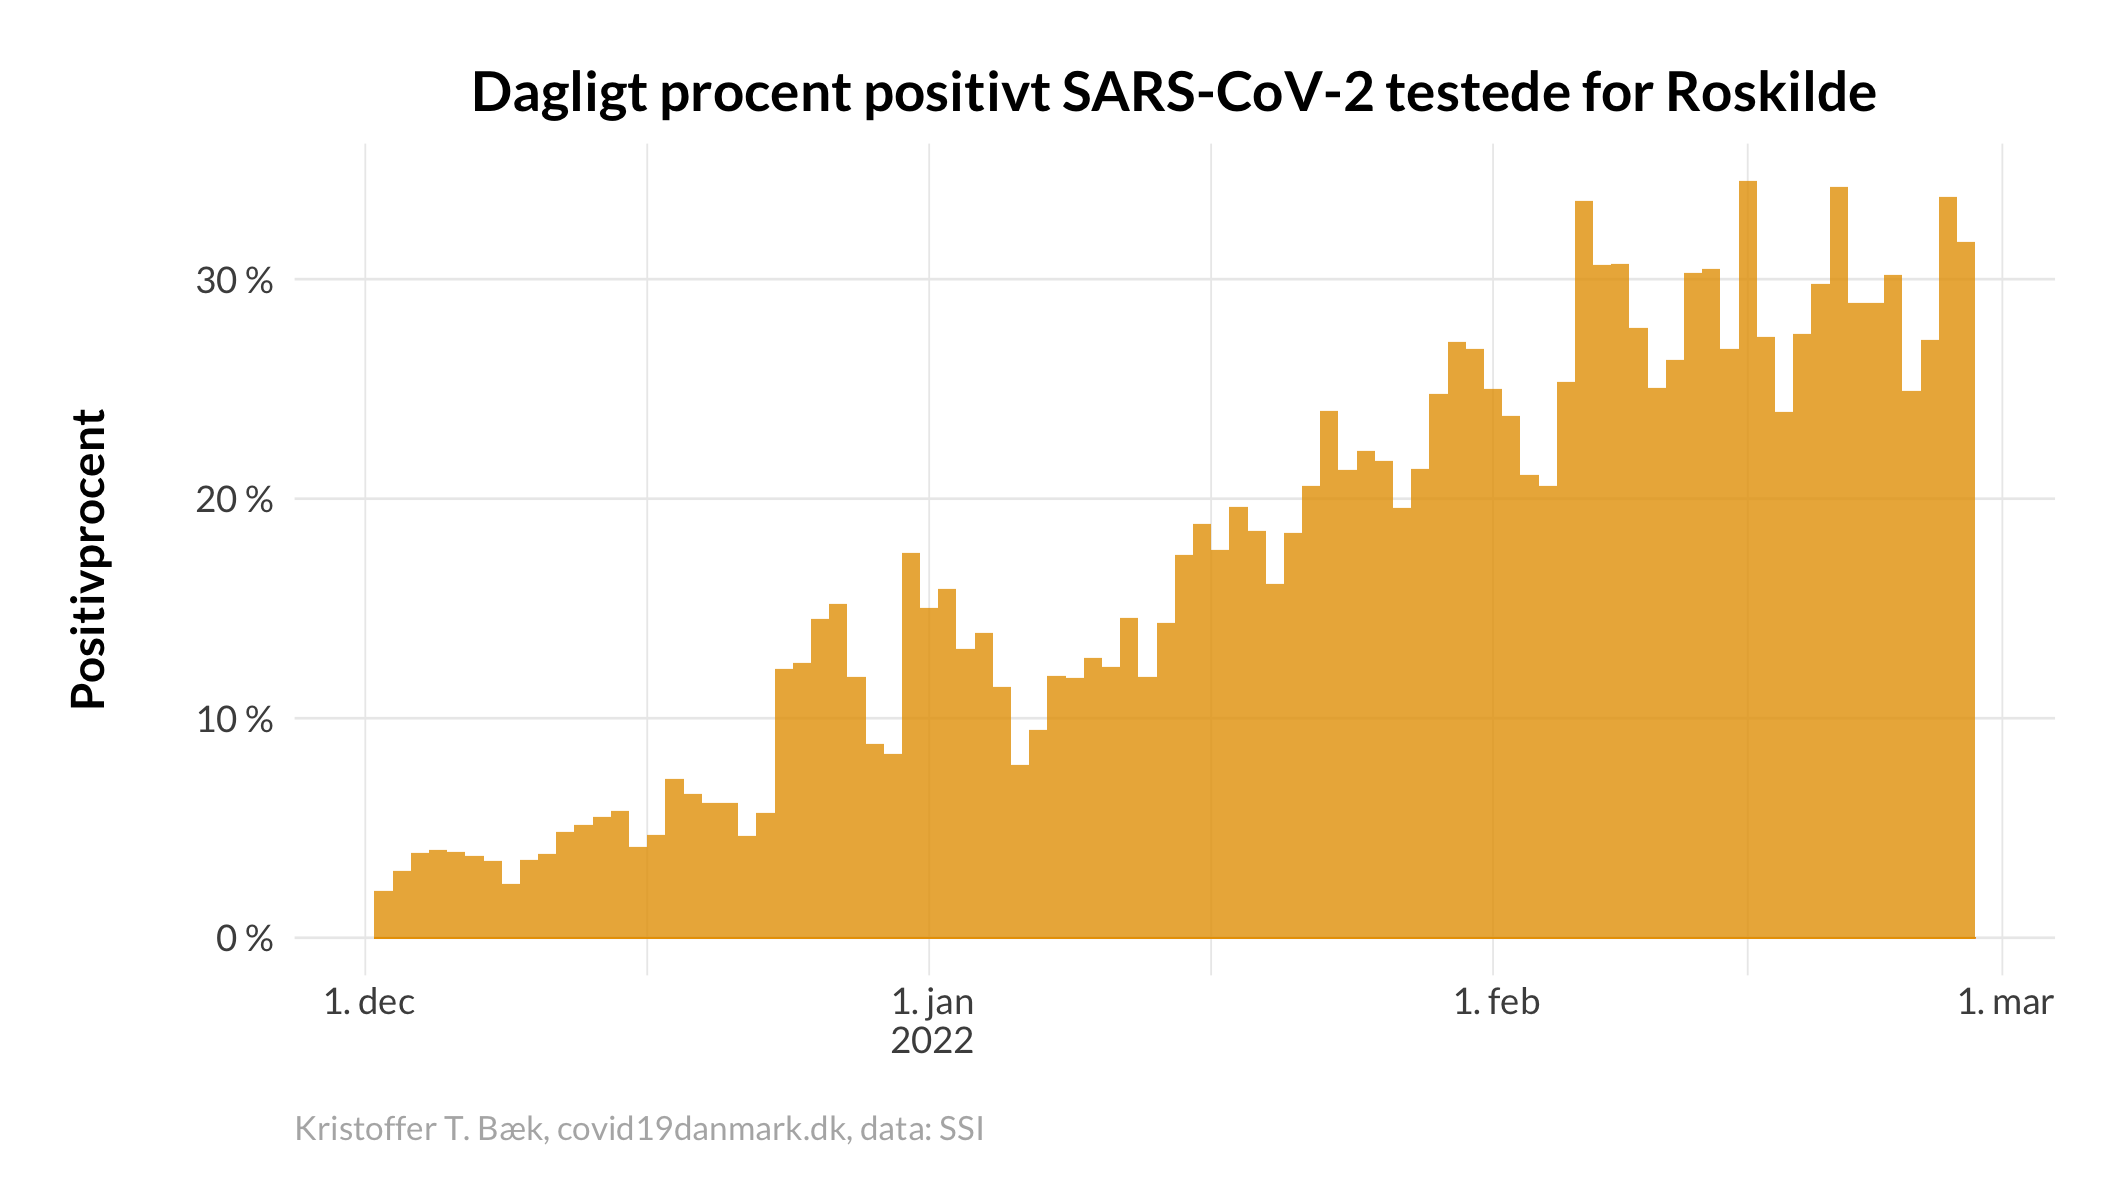 Dagligt procent positivt SARS-CoV-2 testede for Roskilde
Positivprocent
30 %
20 %
10 %
0 %
1. dec
1. jan
2022
1. feb
1. mar
Kristoffer T. Bæk, covid19danmark.dk, data: SSI